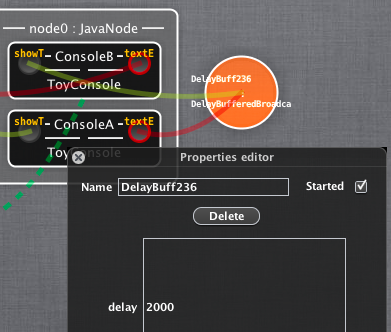 node0 : JavaNode
showT ConsoleB textE
ToyConsole
DelayBuff236
:
DelayBufferedBroadca
showT ConsoleA textE
ToyConsole
Properties editor
Name DelayBuff236 Started
Delete
delay 2000